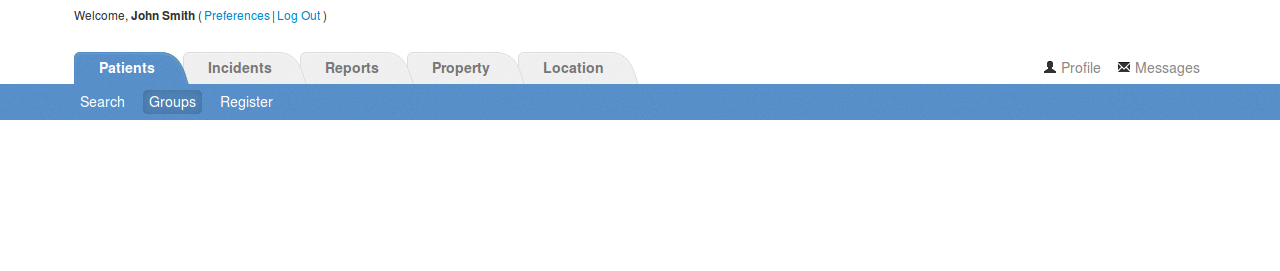 Welcome, John Smith ( Preferences | Log Out )
Patients Incidents Reports Property Location Profile Messages
Search Groups Register